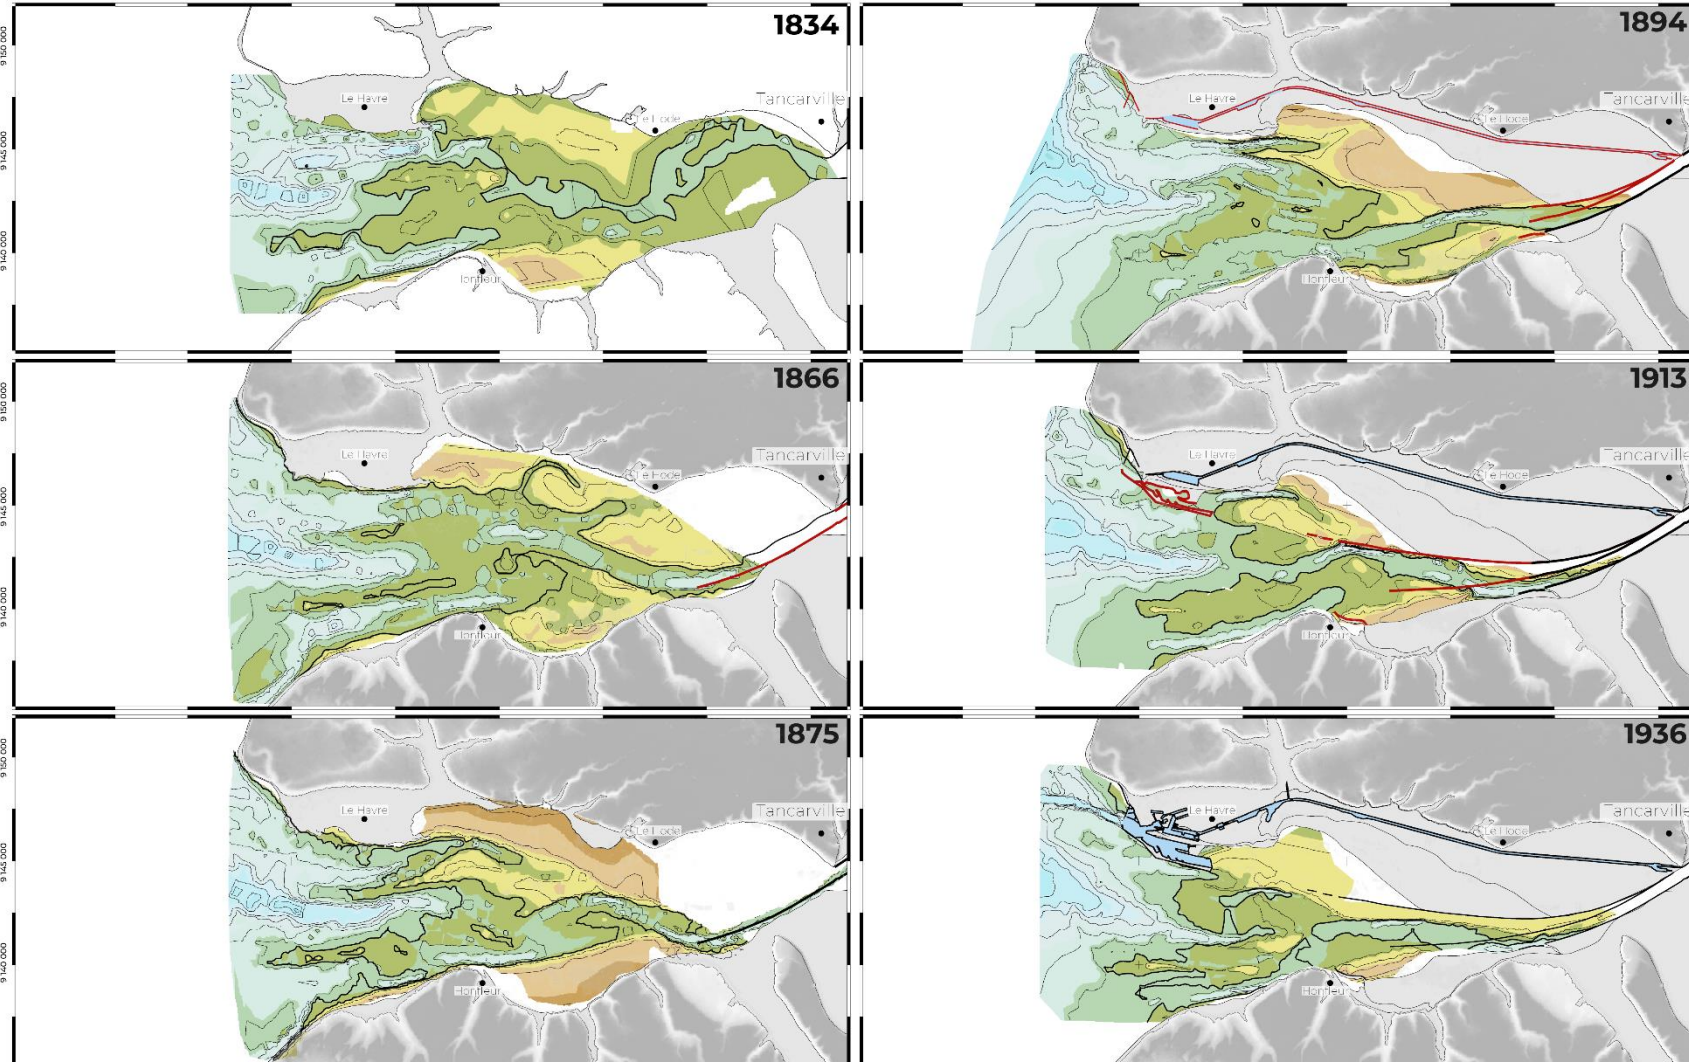 1834
9 150 000
9 145 000
9 140 000
Le Havre
Le Hode
Tancarville
Honfleur
1894
Le Havre
Le Hode
Tancarville
Honfleur
1866
9 150 000
9 145 000
9 140 000
Le Havre
Le Hode
Tancarville
Honfleur
1913
Le Havre
Le Hode
Tancarville
Honfleur
1875
9 150 000
9 145 000
9 140 000
Le Havre
Le Hode
Tancarville
Honfleur
1936
Le Havre
Le Hode
Tancarville
Honfleur